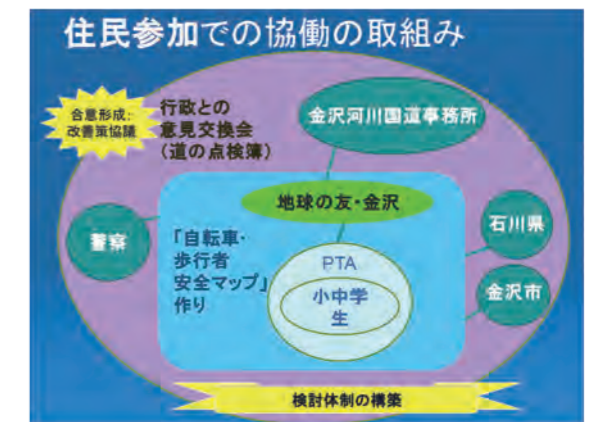 住民参加での協働の取組み
合意形成:
改善策協議
行政との
意見交換会
(道の点検簿)
金沢河川国道事務所
地球の友・金沢
警察
「自転車・
歩行者
安全マップ」
作り
PTA
小中学
生
石川県
金沢市
検討体制の構築